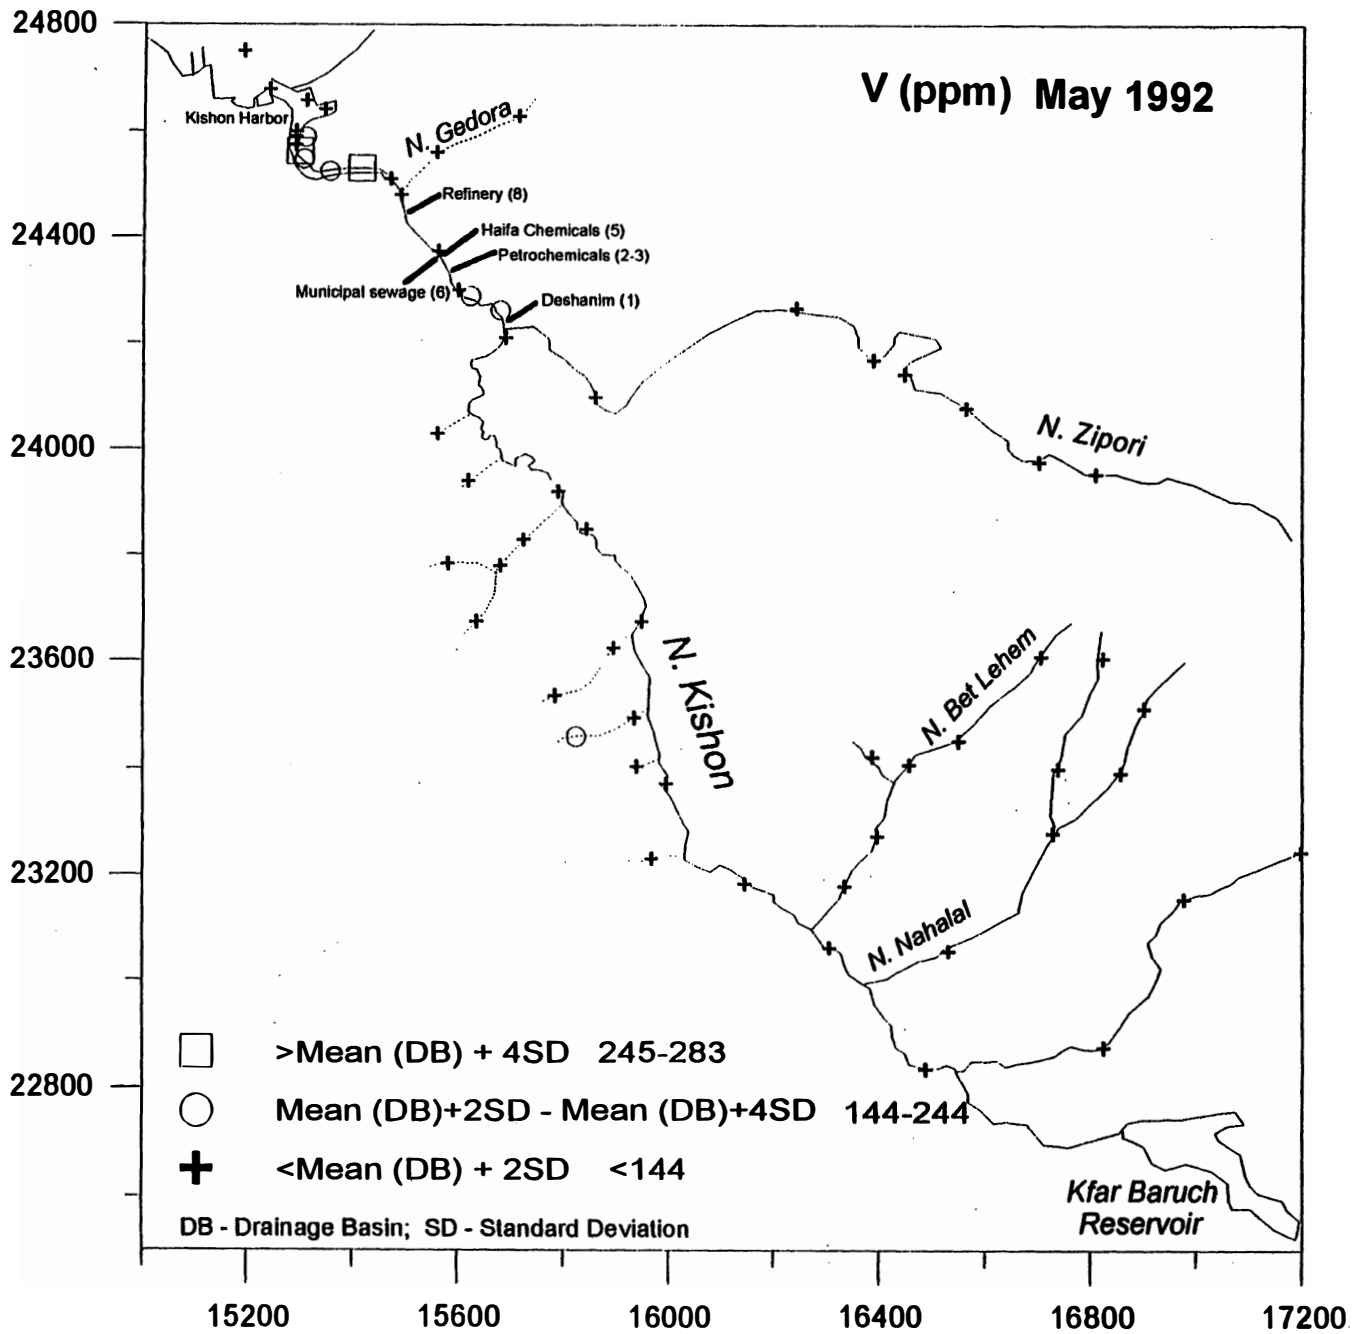 24800
V (ppm) May 1992
Kishon Harbor
N. Gedora
Refinery (8)
24400
Haifa Chemicals (5)
Petrochemicals (2-3)
Municipal sewage (6)
Deshanim (1)
24000
N. Zipori
23600
N. Kishon
N. Bet Lehem
23200
N. Nahalal
>Mean (DB) + 4SD 245-283
22800
Mean (DB)+2SD - Mean (DB)+4SD 144-244
<Mean (DB) + 2SD <144
Kfar Baruch
Reservoir
DB - Drainage Basin; SD - Standard Deviation
15200 15600 16000 16400 16800 17200